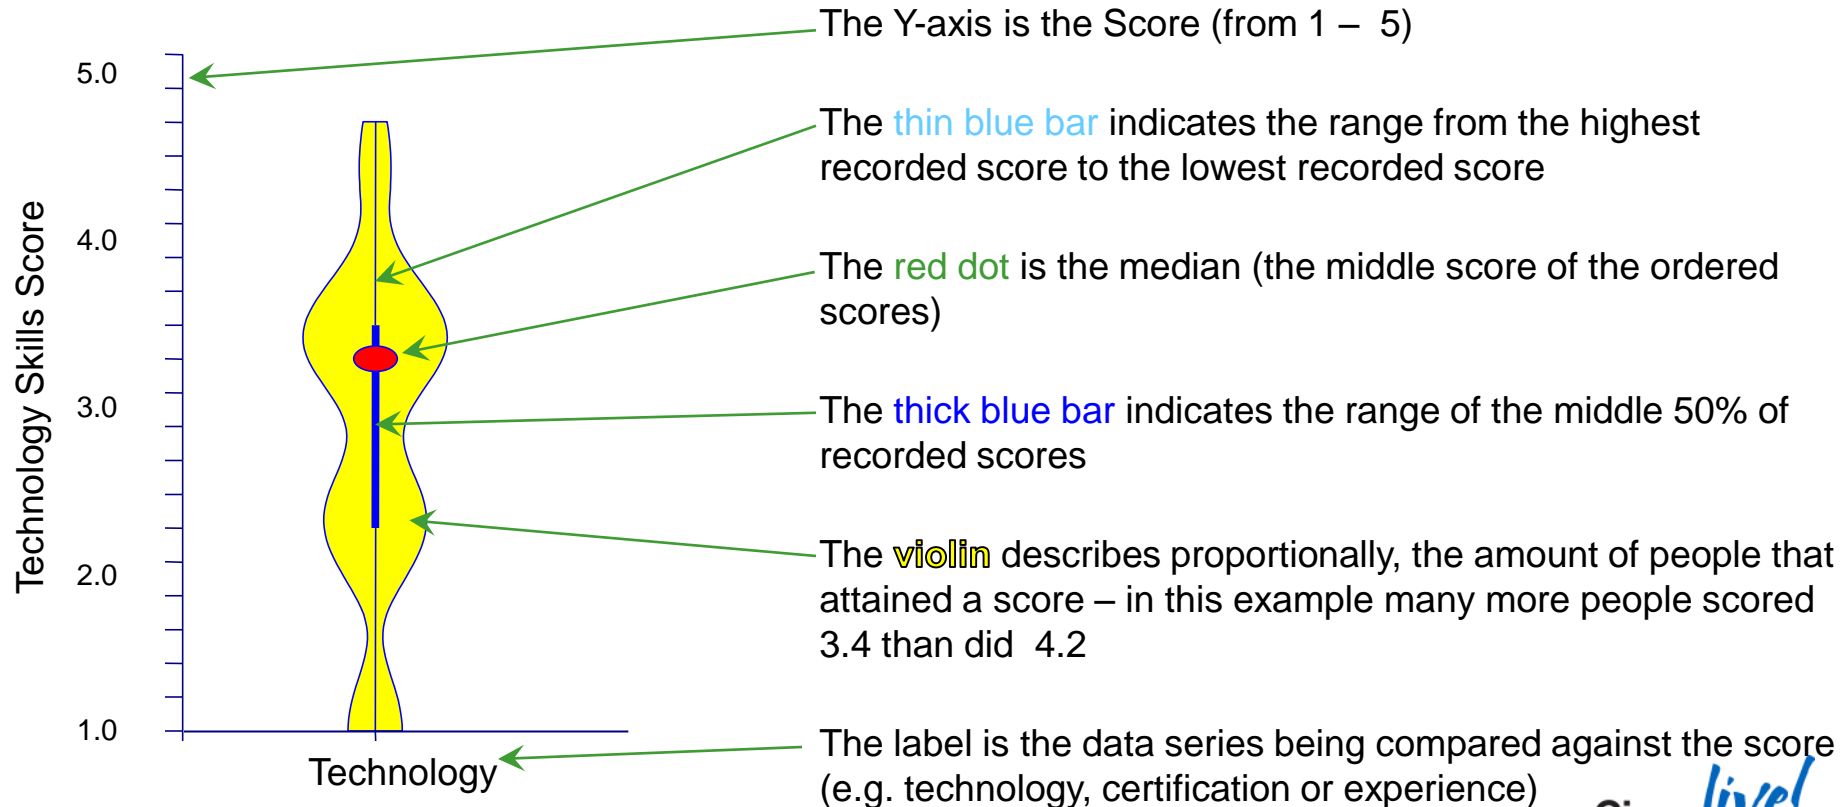 The Y-axis is the Score (from 1 – 5)
5.0
The thin blue bar indicates the range from the highest
recorded score to the lowest recorded score
4.0
The red dot is the median (the middle score of the ordered
scores)
Technology Skills Score
3.0
The thick blue bar indicates the range of the middle 50% of
recorded scores
The violin describes proportionally, the amount of people that
attained a score – in this example many more people scored
3.4 than did 4.2
2.0
1.0
The label is the data series being compared against the score
(e.g. technology, certification or experience)
Technology
live!